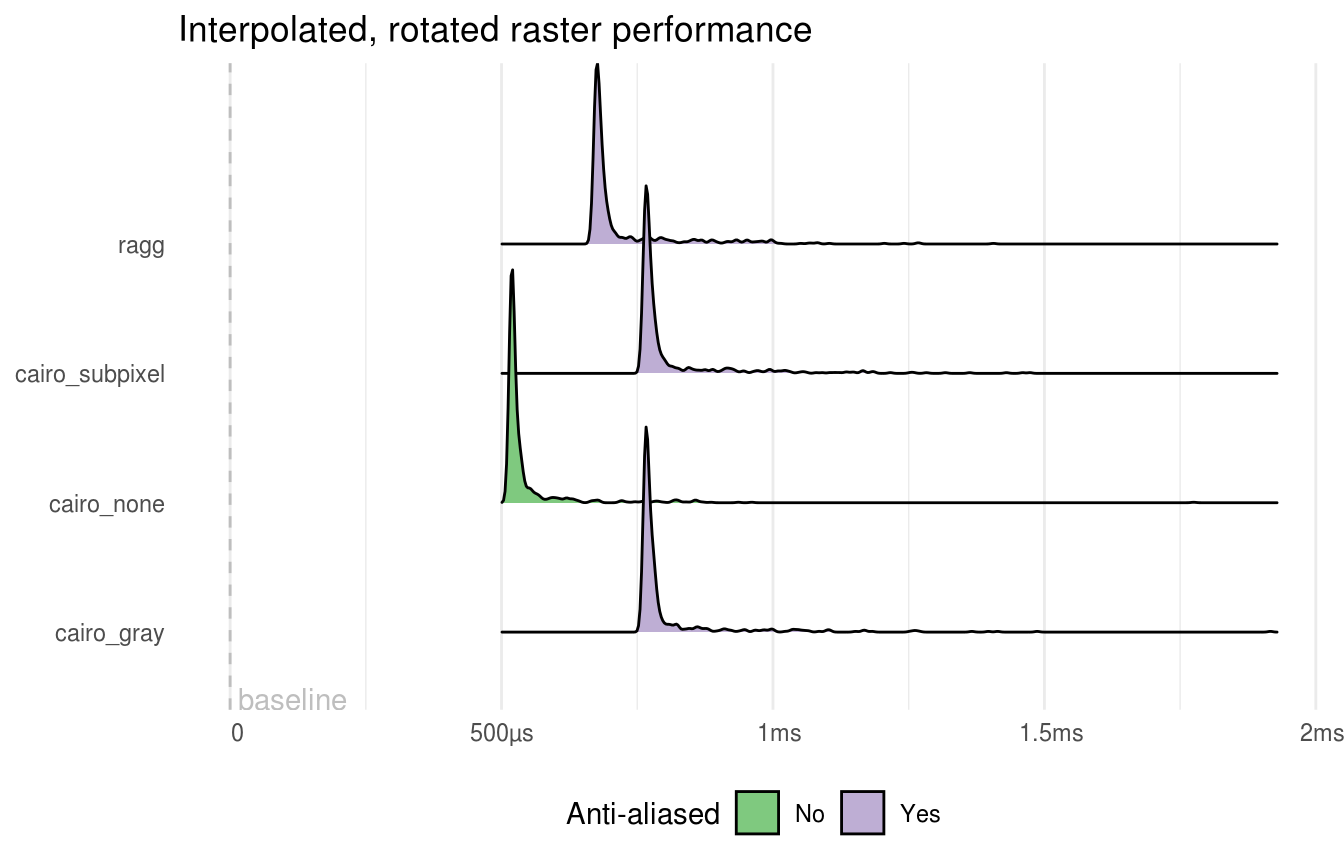 Interpolated, rotated raster performance
ragg
cairo_subpixel
cairo_none
cairo_gray
baseline
0 500µs 1ms 1.5ms 2ms
Anti-aliased No Yes